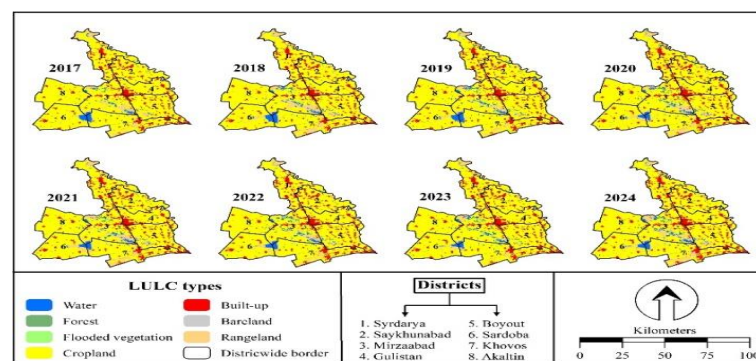 2017 2018 2019 2020
2021 2022 2023 2024
LULC types
Water
Forest
Flooded vegetation
Cropland
Built-up
Bareland
Rangeland
Districtwide border
Districts
1. Syrdarya
2. Saykhunabad
3. Mirzaabad
4. Gulistan
5. Boyout
6. Sardoba
7. Khovos
8. Akaltin
Kilometers
0 25 50 75 100